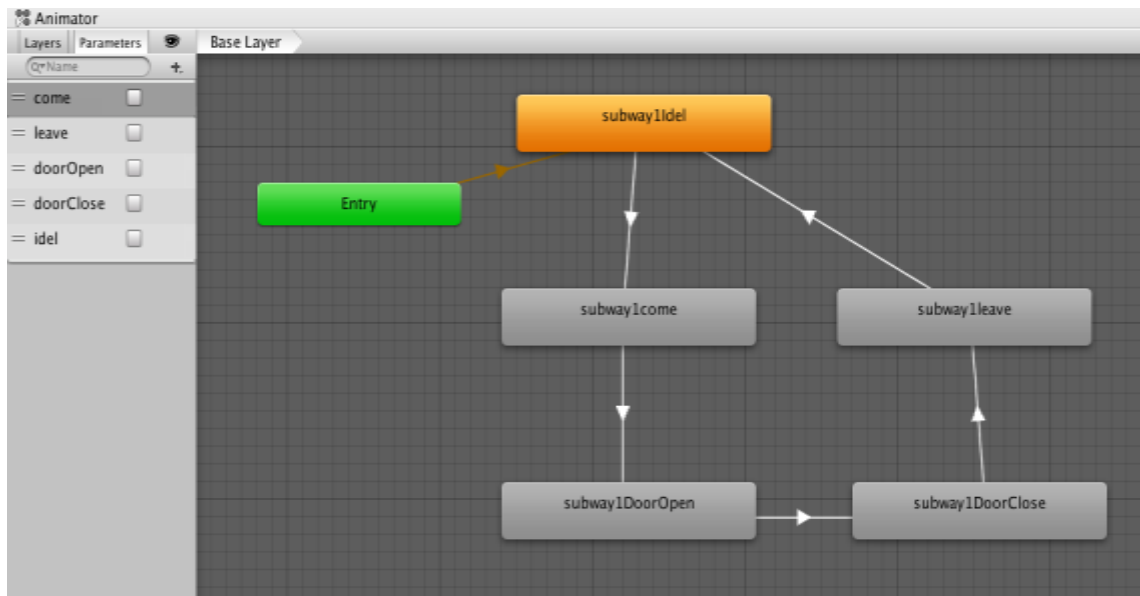 Animator
Layers Parameters Base Layer
Name
come
leave
doorOpen
doorClose
idel
subway1Idel
Entry
subway1come
subway1leave
subway1DoorOpen
subway1DoorClose